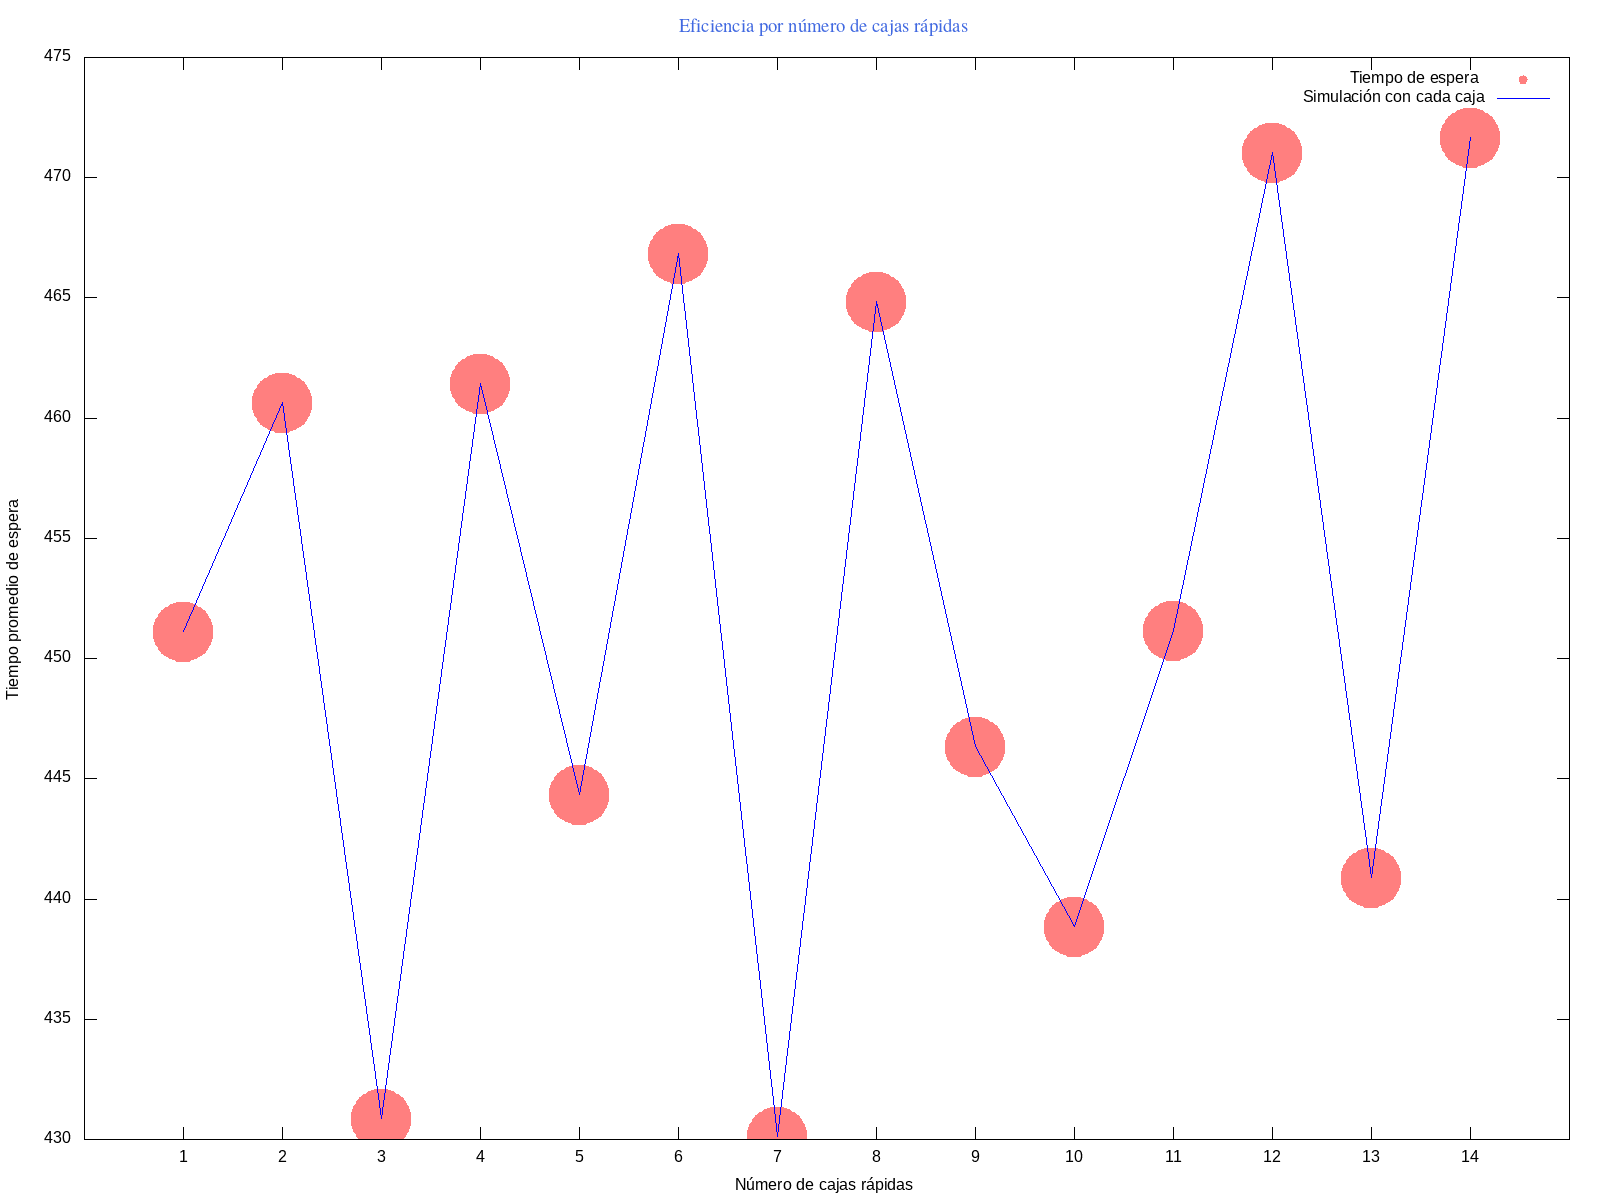 Eficiencia por número de cajas rápidas
Tiempo de espera
Simulación con cada caja
475
470
465
460
455
450
445
440
435
430
Tiempo promedio de espera
1 2 3 4 5 6 7 8 9 10 11 12 13 14
Número de cajas rápidas